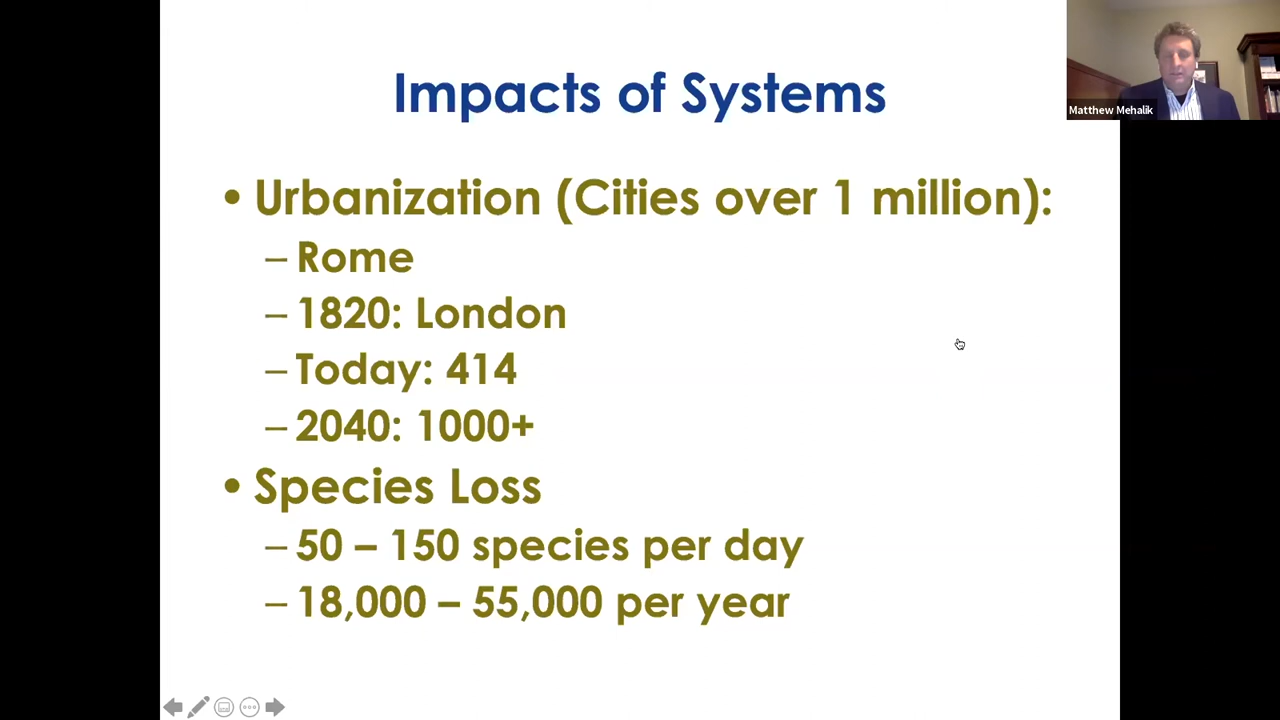 Impacts of Systems
Matthew Mehalik
• Urbanization (Cities over 1 million):
– Rome
– 1820: London
– Today: 414
– 2040: 1000+
• Species Loss
– 50 – 150 species per day
– 18,000 – 55,000 per year